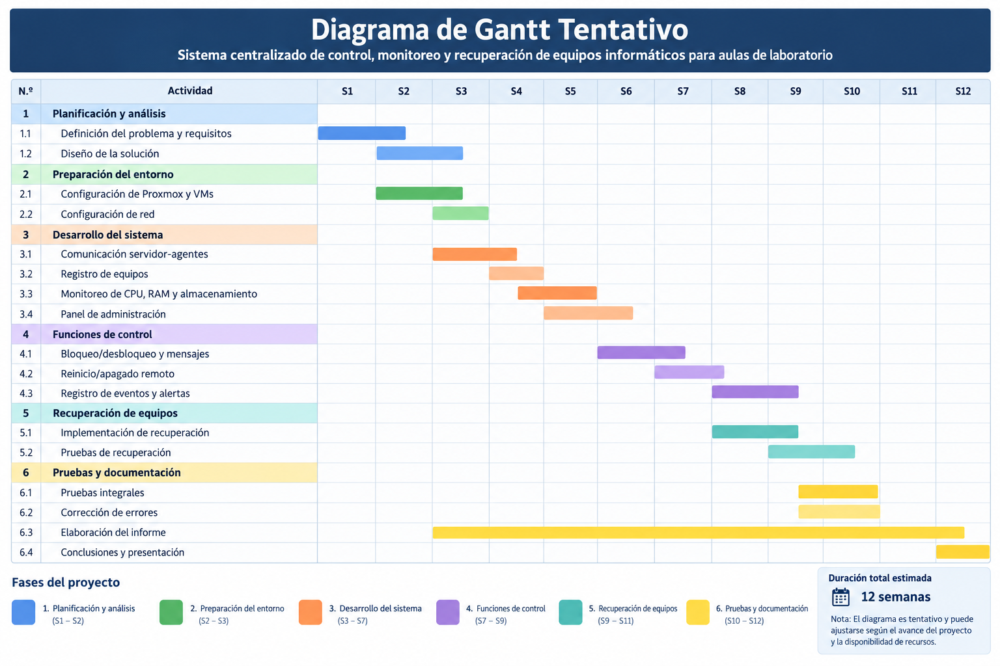 Diagrama de Gantt Tentativo
Sistema centralizado de control, monitoreo y recuperación de equipos informáticos para aulas de laboratorio
N.º Actividad S1 S2 S3 S4 S5 S6 S7 S8 S9 S10 S11 S12
1 Planificación y análisis
1.1 Definición del problema y requisitos
1.2 Diseño de la solución
2 Preparación del entorno
2.1 Configuración de Proxmox y VMs
2.2 Configuración de red
3 Desarrollo del sistema
3.1 Comunicación servidor-agentes
3.2 Registro de equipos
3.3 Monitoreo de CPU, RAM y almacenamiento
3.4 Panel de administración
4 Funciones de control
4.1 Bloqueo/desbloqueo y mensajes
4.2 Reinicio/apagado remoto
4.3 Registro de eventos y alertas
5 Recuperación de equipos
5.1 Implementación de recuperación
5.2 Pruebas de recuperación
6 Pruebas y documentación
6.1 Pruebas integrales
6.2 Corrección de errores
6.3 Elaboración del informe
6.4 Conclusiones y presentación
Fases del proyecto
1. Planificación y análisis
(S1 – S2)
2. Preparación del entorno
(S2 – S3)
3. Desarrollo del sistema
(S3 – S7)
4. Funciones de control
(S7 – S9)
5. Recuperación de equipos
(S9 – S11)
6. Pruebas y documentación
(S10 – S12)
Duración total estimada
12 semanas
Nota: El diagrama es tentativo y puede
ajustarse según el avance del proyecto
y la disponibilidad de recursos.